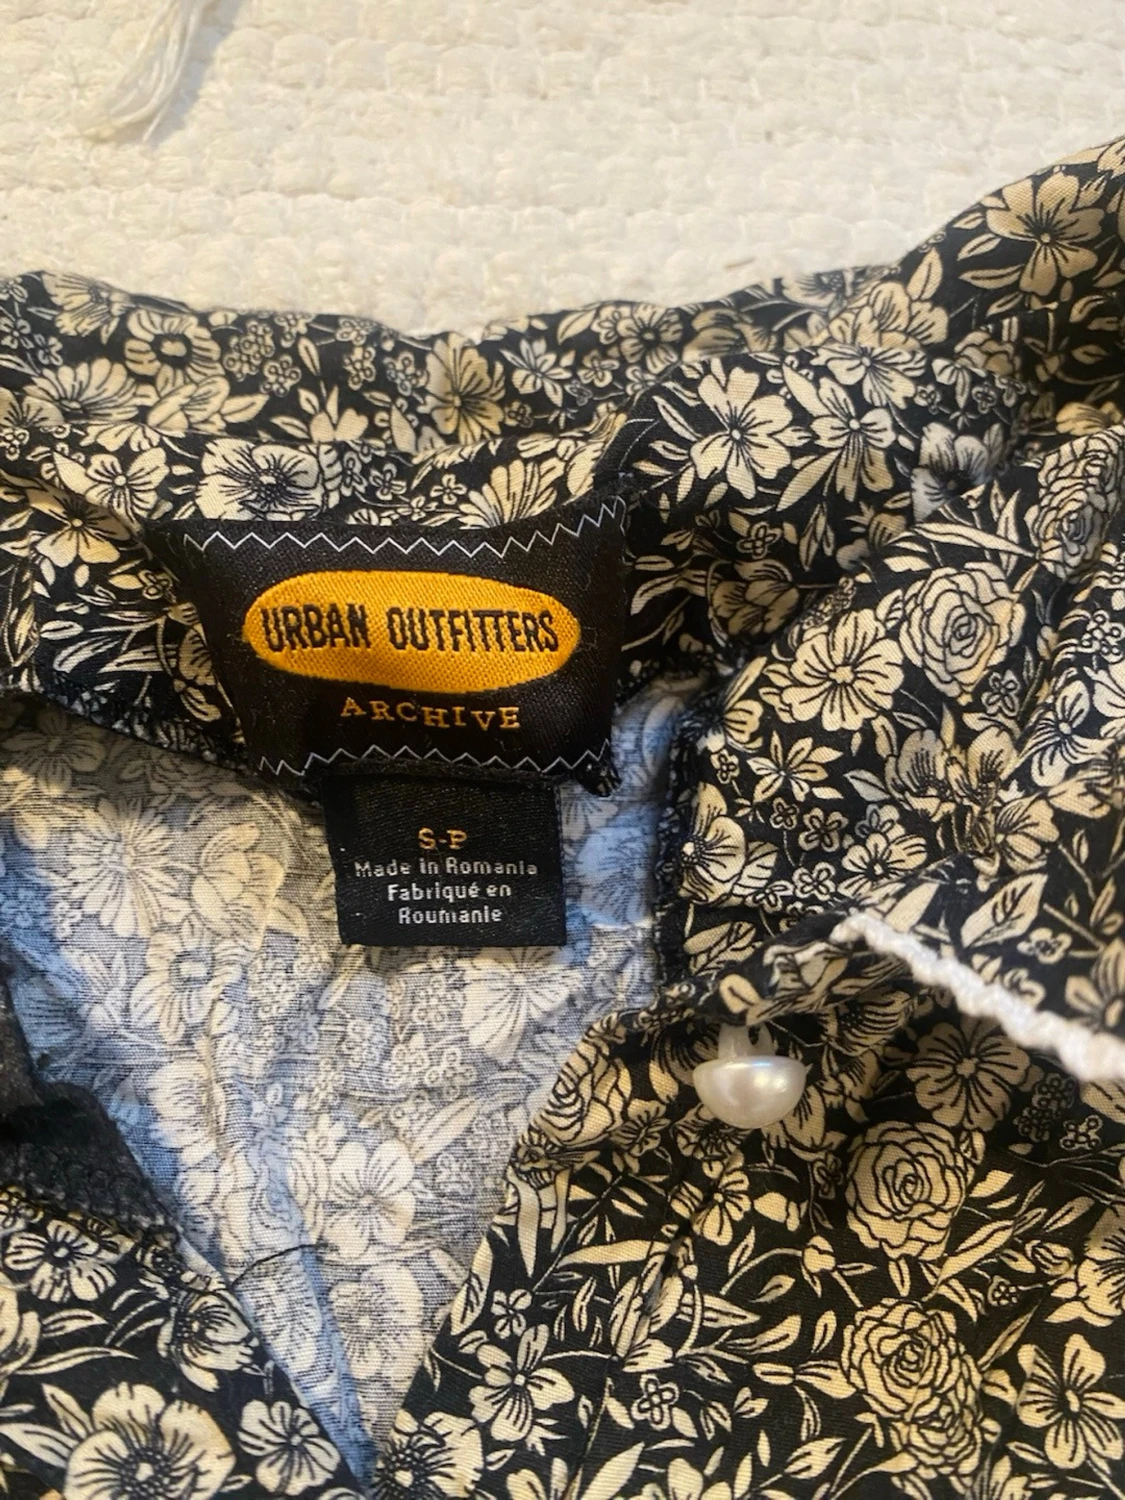 URBAN OUTFITTERS
ARCHIVE
S-P
Made in Romania
Fabriqué en
Roumanie